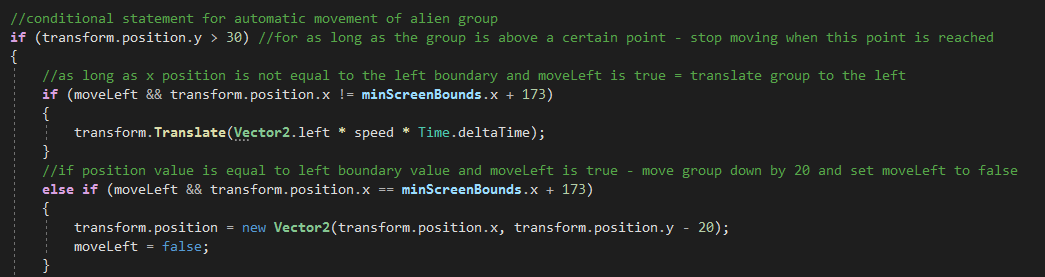 //conditional statement for automatic movement of alien group
if (transform.position.y > 30) //for as long as the group is above a certain point - stop moving when this point is reached
{
//as long as x position is not equal to the left boundary and moveLeft is true = translate group to the left
if (moveLeft && transform.position.x != minScreenBounds.x + 173)
{
transform.Translate(Vector2.left * speed * Time.deltaTime);
}
//if position value is equal to left boundary value and moveLeft is true - move group down by 20 and set moveLeft to false
else if (moveLeft && transform.position.x == minScreenBounds.x + 173)
{
transform.position = new Vector2(transform.position.x, transform.position.y - 20);
moveLeft = false;
}